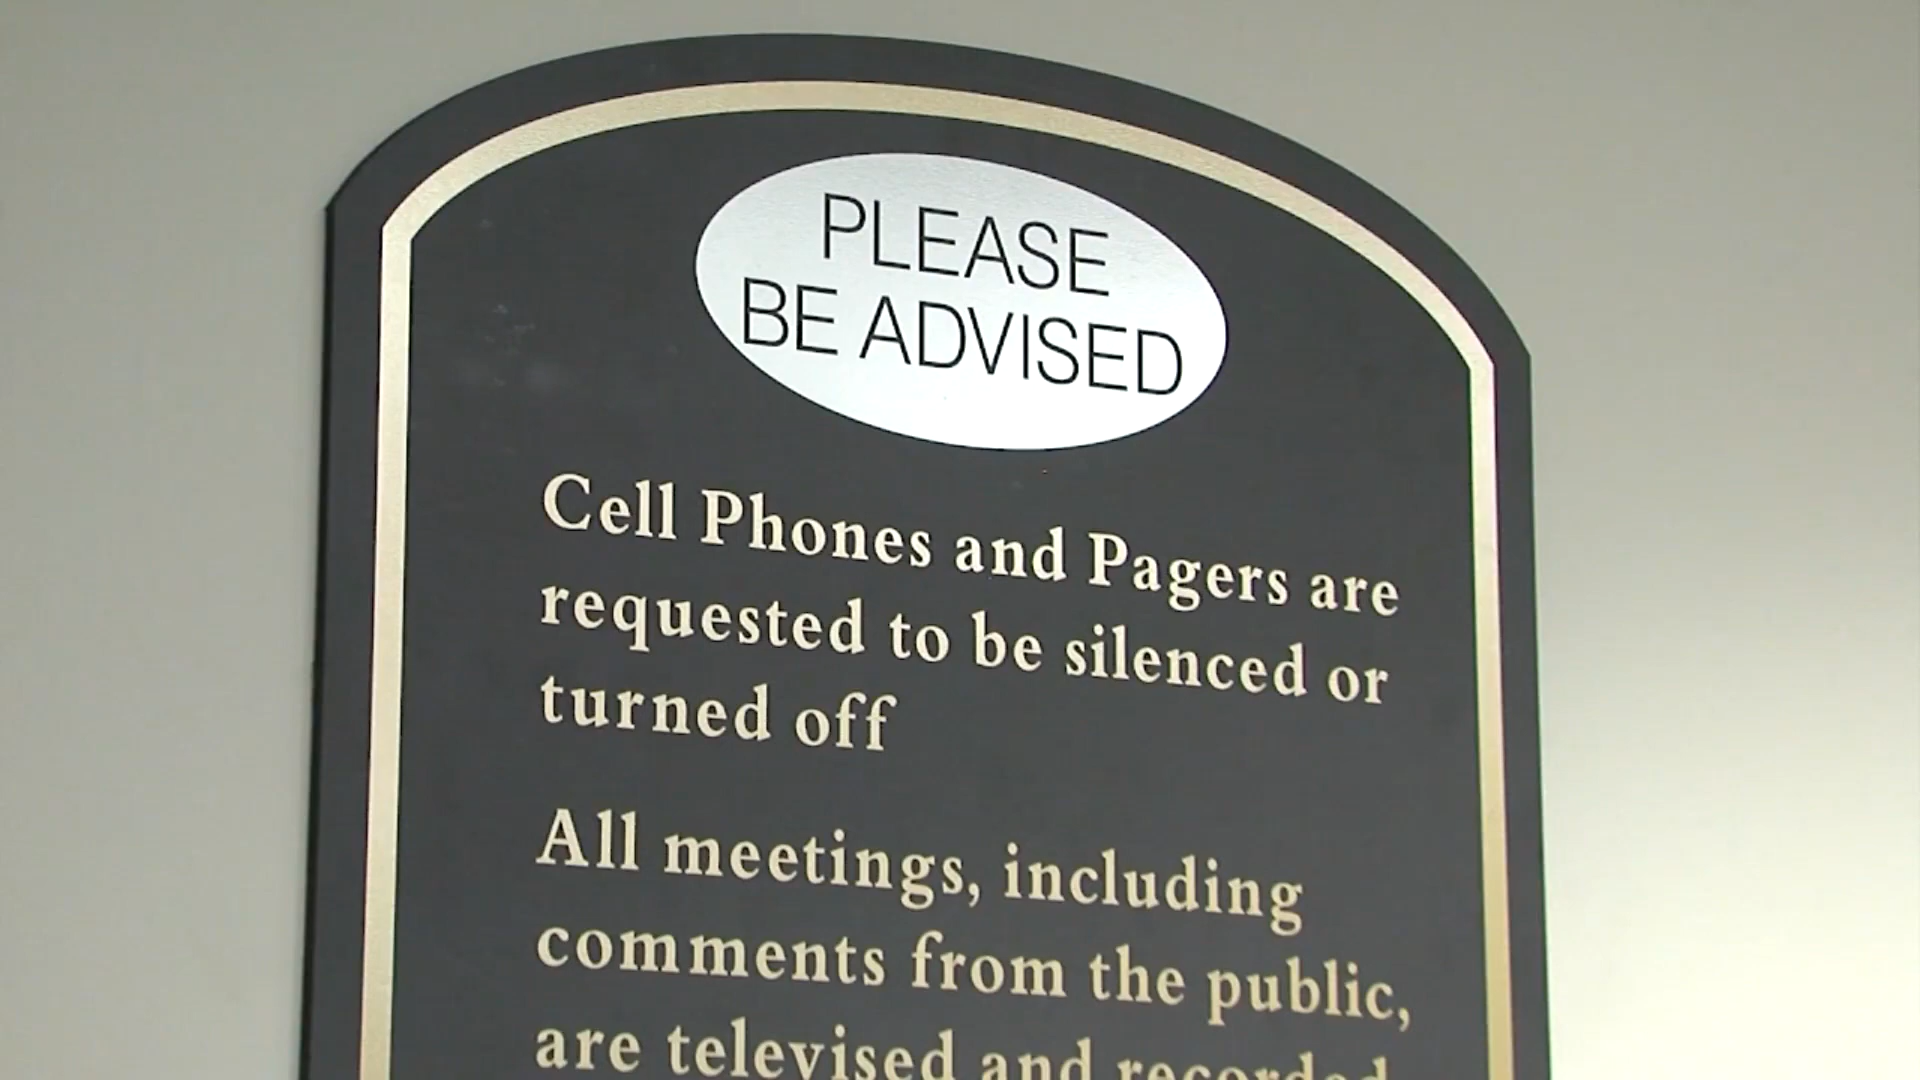 PLEASE
BE ADVISED
Cell Phones and Pagers are
requested to be silenced or
turned off
All meetings, including
comments from the public,
are televised and recorded